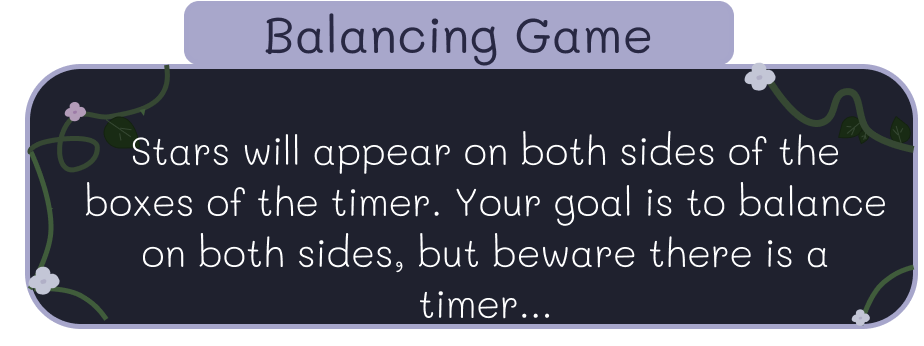 Balancing Game
Stars will appear on both sides of the
boxes of the timer. Your goal is to balance
on both sides, but beware there is a
timer...